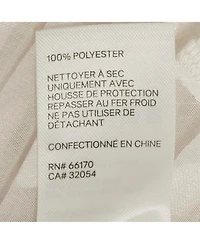 100% POLYESTER
NETTOYER À SEC
UNIQUEMENT AVEC
HOUSSE DE PROTECTION
REPASSER AU FER FROID
NE PAS UTILISER DE
DÉTACHANT
CONFECTIONNÉ EN CHINE
RN# 66170
CA# 32054